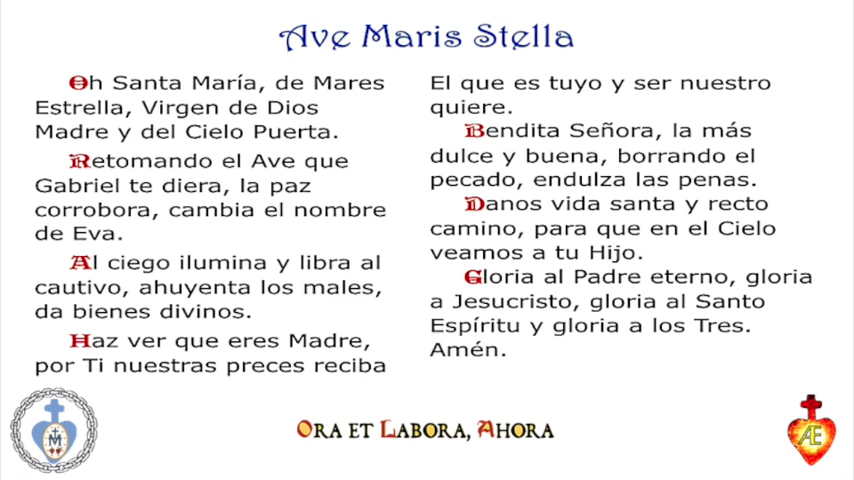 Ave Maris Stella
Oh Santa María, de Mares
Estrella, Virgen de Dios
Madre y del Cielo Puerta.
Retomando el Ave que
Gabriel te diera, la paz
corrobora, cambia el nombre
de Eva.
Al ciego ilumina y libra al
cautivo, ahuyenta los males,
da bienes divinos.
Haz ver que eres Madre,
por Ti nuestras preces reciba
El que es tuyo y ser nuestro
quiere.
Bendita Señora, la más
dulce y buena, borrando el
pecado, endulza las penas.
Danos vida santa y recto
camino, para que en el Cielo
veamos a tu Hijo.
Gloria al Padre eterno, gloria
a Jesucristo, gloria al Santo
Espíritu y gloria a los Tres.
Amén.
M
Ora et Labora, Ahora
Æ